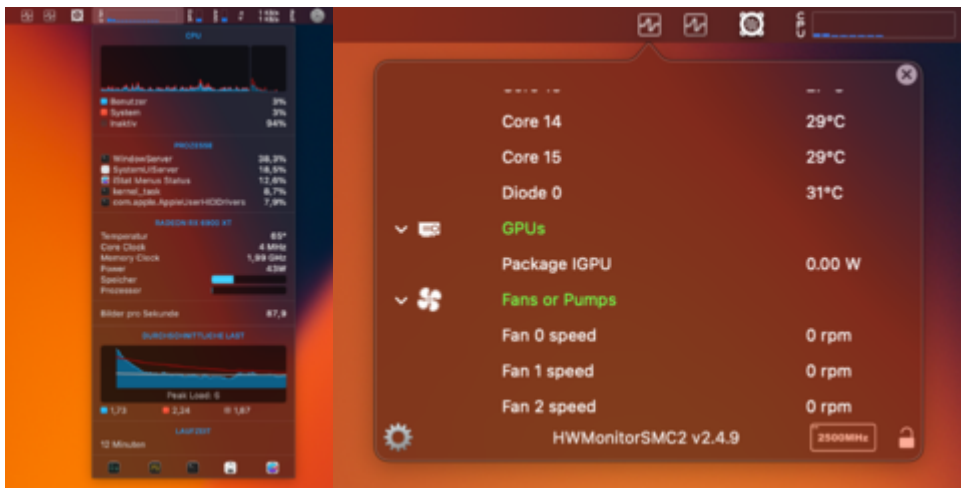 CPU
Benutzer 3%
System 3%
Inaktiv 94%
PROZESSE
WindowServer 38,3%
SystemUIServer 18,5%
iStat Menus Status 12,6%
kernel_task 8,7%
com.apple.AppleUserHIDDrivers 7,9%
RADEON RX 6900 XT
Temperatur 65°
Core Clock 4 MHz
Memory Clock 1,99 GHz
Power 43W
Speicher
Prozessor
Bilder pro Sekunde 87,9
DURCHSCHNITTLICHE LAST
Peak Load: 6
1,73 2,24 1,67
LAUFZEIT
12 Minuten
CPU
Core 14 29°C
Core 15 29°C
Diode 0 31°C
GPUs
Package IGPU 0.00 W
Fans or Pumps
Fan 0 speed 0 rpm
Fan 1 speed 0 rpm
Fan 2 speed 0 rpm
HWMonitorSMC2 v2.4.9 2500MHz